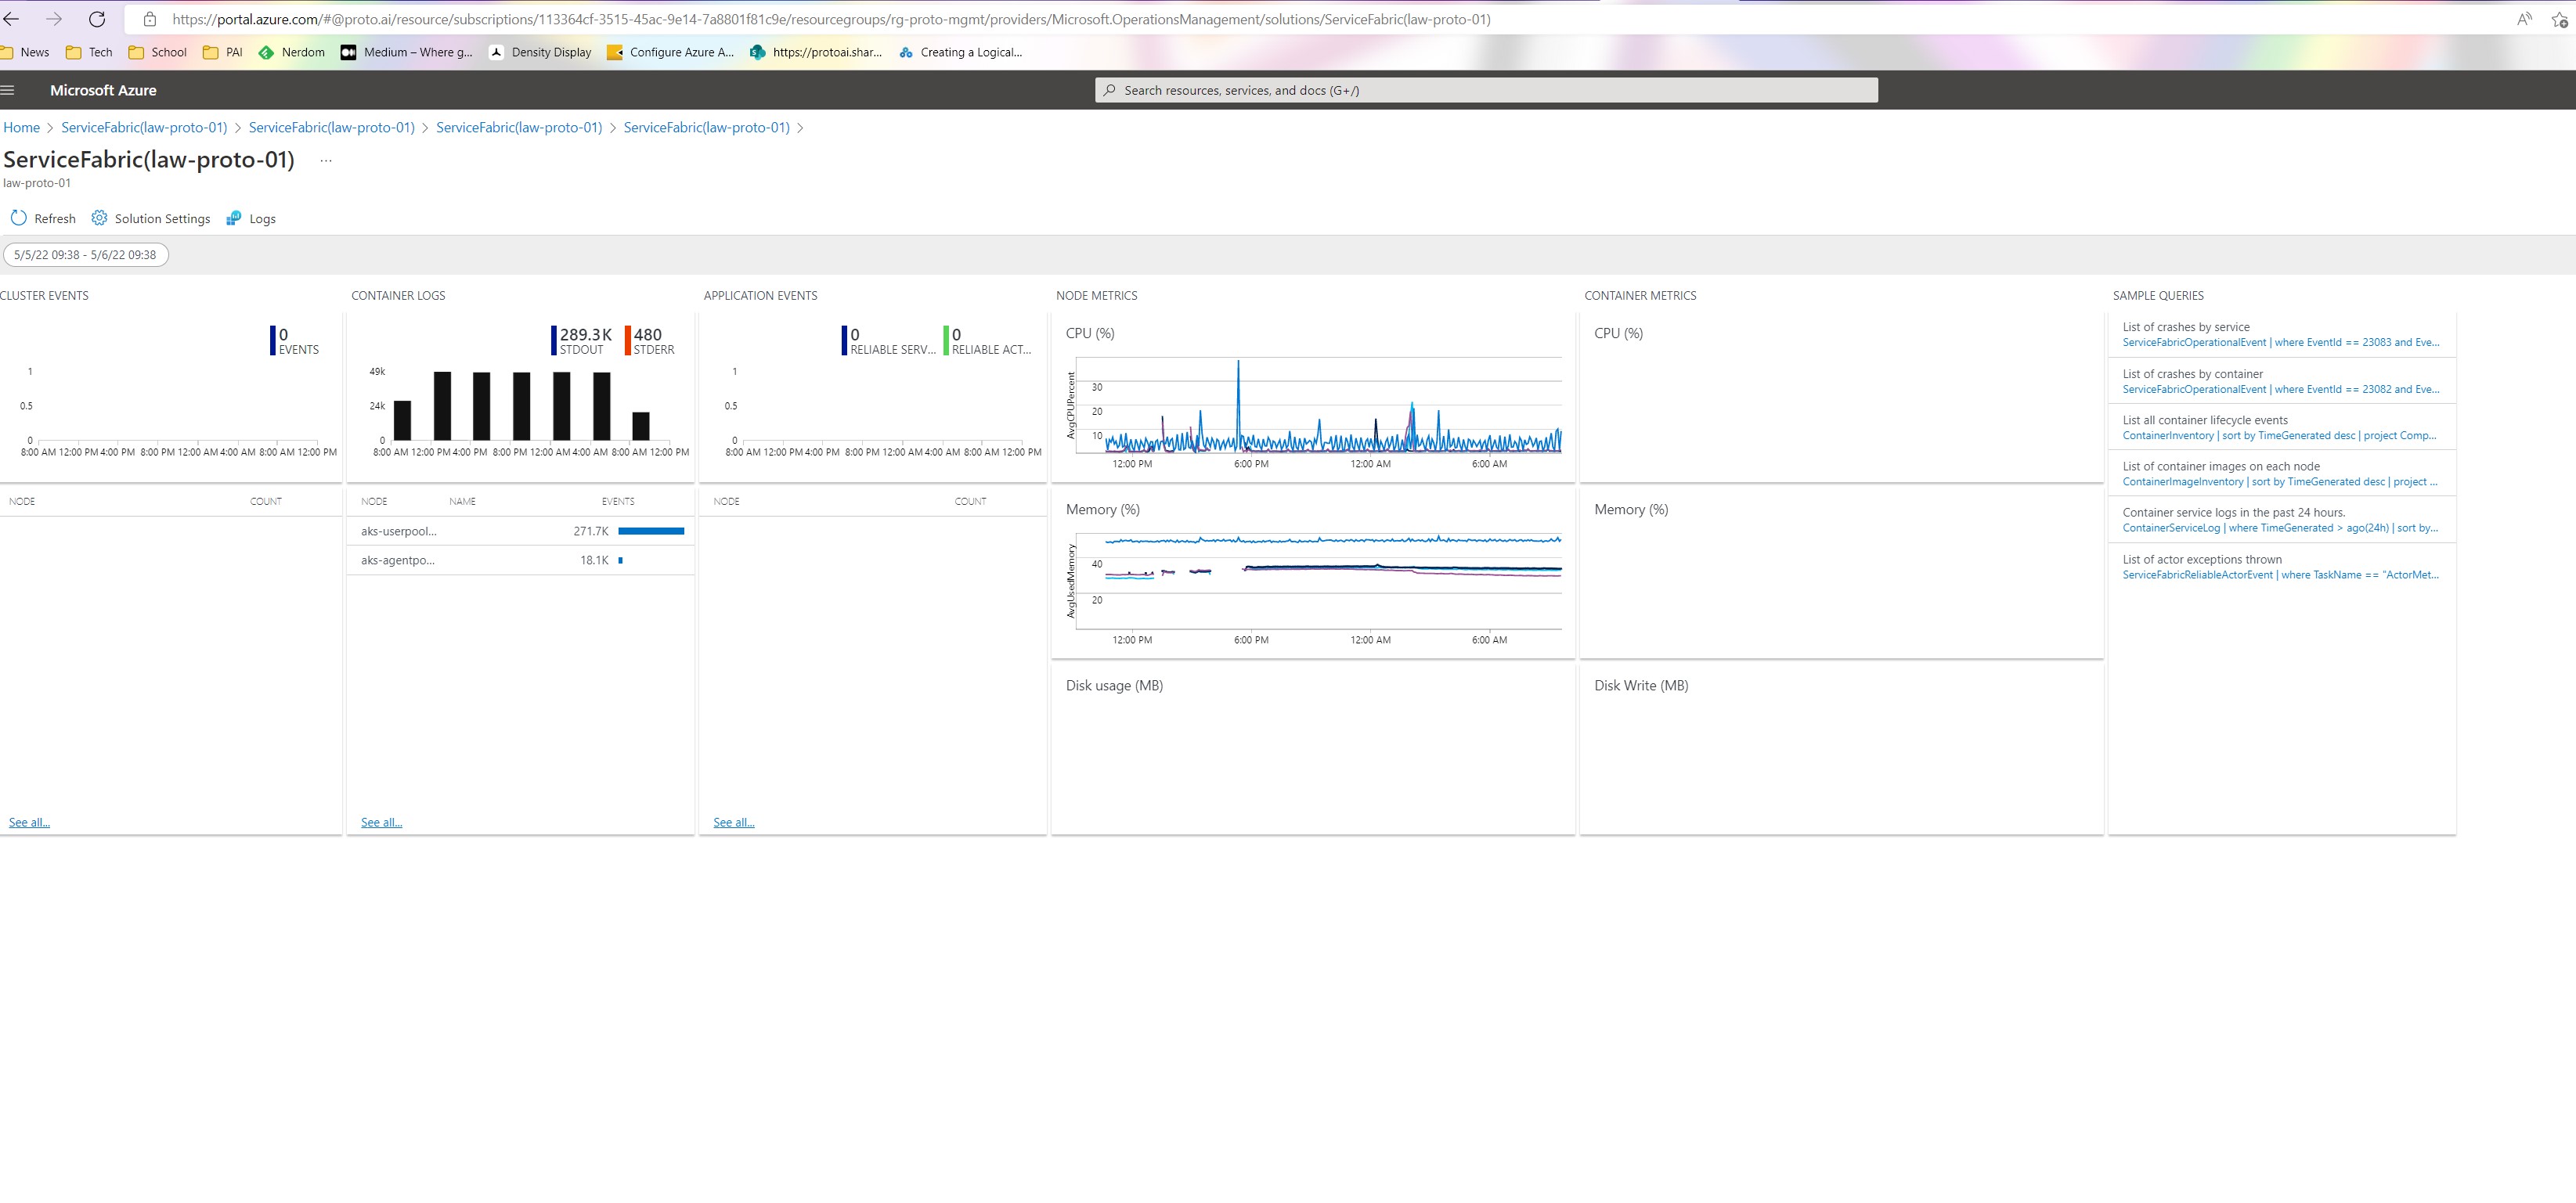 https://portal.azure.com/#@proto.ai/resource/subscriptions/113364cf-3515-45ac-9e14-7a8801f81c9e/resourcegroups/rg-proto-mgmt/providers/Microsoft.OperationsManagement/solutions/ServiceFabric(law-proto-01)
News Tech School PAI Nerdom Medium – Where g... Density Display Configure Azure A... https://protoai.shar... Creating a Logical...
Microsoft Azure
Search resources, services, and docs (G+/)
Home > ServiceFabric(law-proto-01) > ServiceFabric(law-proto-01) > ServiceFabric(law-proto-01) > ServiceFabric(law-proto-01) >
ServiceFabric(law-proto-01) ...
law-proto-01
Refresh Solution Settings Logs
5/5/22 09:38 - 5/6/22 09:38
CLUSTER EVENTS
0
EVENTS
1
0.5
0
8:00 AM 12:00 PM 4:00 PM 8:00 PM 12:00 AM 4:00 AM 8:00 AM 12:00 PM
NODE COUNT
See all...
CONTAINER LOGS
289.3K 480
STDOUT STDERR
49k
24k
0
8:00 AM 12:00 PM 4:00 PM 8:00 PM 12:00 AM 4:00 AM 8:00 AM 12:00 PM
NODE NAME EVENTS
aks-userpool... 271.7K
aks-agentpo... 18.1K
See all...
APPLICATION EVENTS
0 0
RELIABLE SERV... RELIABLE ACT...
1
0.5
0
8:00 AM 12:00 PM 4:00 PM 8:00 PM 12:00 AM 4:00 AM 8:00 AM 12:00 PM
NODE COUNT
See all...
NODE METRICS
CPU (%)
AvgCPUPercent
30
20
10
12:00 PM 6:00 PM 12:00 AM 6:00 AM
Memory (%)
AvgUsedMemory
40
20
12:00 PM 6:00 PM 12:00 AM 6:00 AM
Disk usage (MB)
CONTAINER METRICS
CPU (%)
Memory (%)
Disk Write (MB)
SAMPLE QUERIES
List of crashes by service
ServiceFabricOperationalEvent | where EventId == 23083 and Eve...
List of crashes by container
ServiceFabricOperationalEvent | where EventId == 23082 and Eve...
List all container lifecycle events
ContainerInventory | sort by TimeGenerated desc | project Comp...
List of container images on each node
ContainerImageInventory | sort by TimeGenerated desc | project ...
Container service logs in the past 24 hours.
ContainerServiceLog | where TimeGenerated > ago(24h) | sort by...
List of actor exceptions thrown
ServiceFabricReliableActorEvent | where TaskName == "ActorMet...